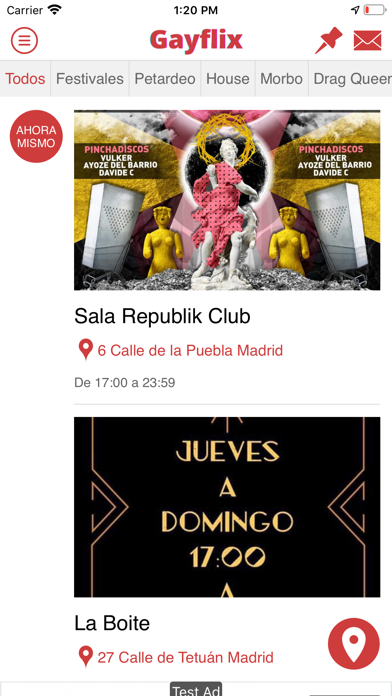 Carrier 1:20 PM
Gayflix
Todos Festivales Petardeo House Morbo Drag Queen
AHORA
MISMO
PINCHADISCOS PINCHADISCOS
VULKER VULKER
AYOZE DEL BARRIO AYOZE DEL BARRIO
DAVIDE C DAVIDE C
Sala Republik Club
6 Calle de la Puebla Madrid
De 17:00 a 23:59
JUEVES
A
DOMINGO
17:00
A
La Boite
27 Calle de Tetuán Madrid
Test Ad